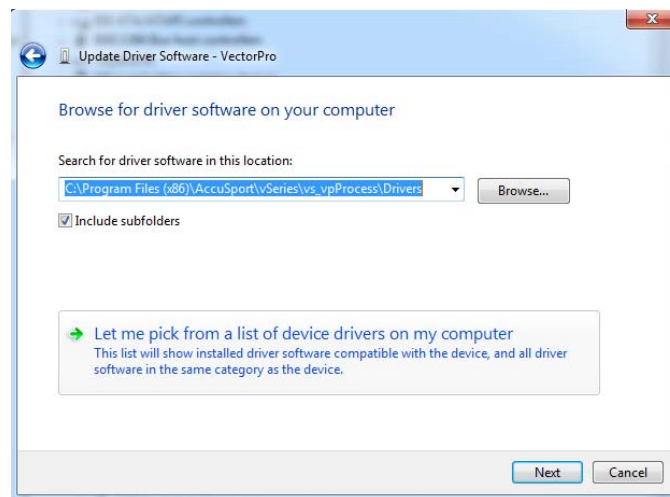 Update Driver Software - VectorPro
Browse for driver software on your computer
Search for driver software in this location:
C:\Program Files (x86)\AccuSport\vSeries\vs_vpProcess\Drivers
Browse...
Include subfolders
Let me pick from a list of device drivers on my computer
This list will show installed driver software compatible with the device, and all driver
software in the same category as the device.
Next
Cancel